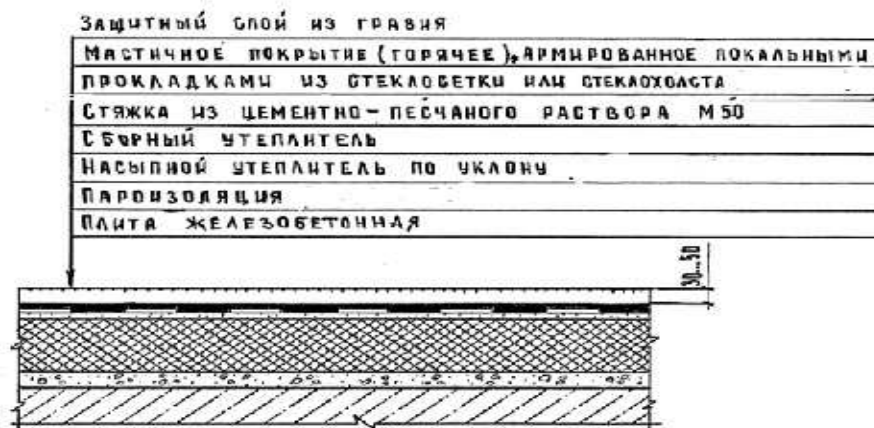 Защитный слой из гравия
Мастичное покрытие (горячее), армированное локальными
прокладками из стеклосетки или стеклохолста
Стяжка из цементно-песчаного раствора М50
Сборный утеплитель
Насыпной утеплитель по уклону
Пароизоляция
Плита железобетонная
30...50